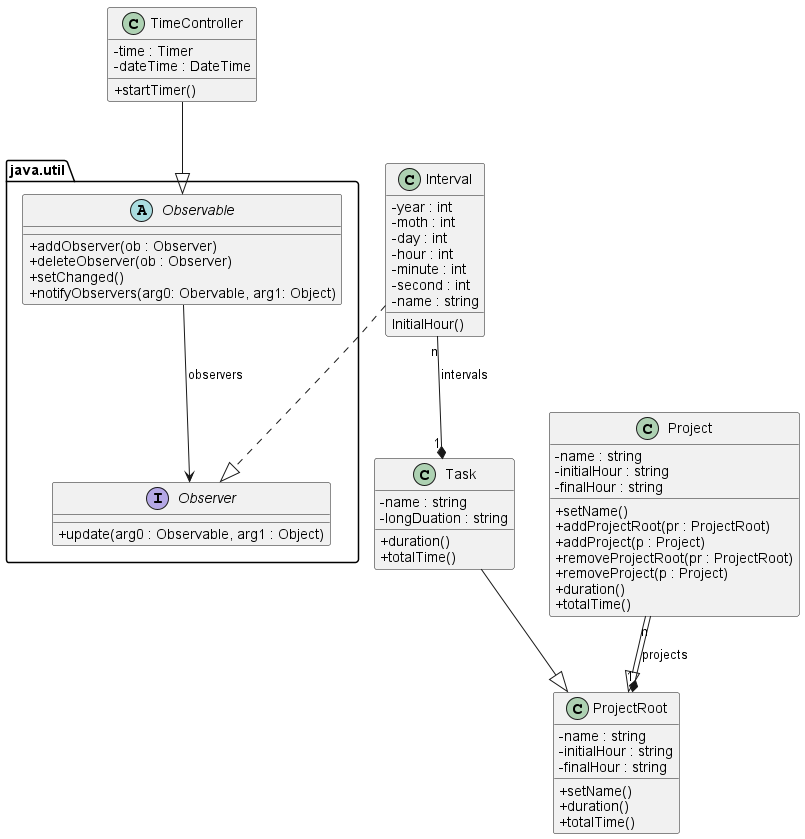 C TimeController
-time : Timer
-dateTime : DateTime
+startTimer()
java.util
A Observable
+addObserver(ob : Observer)
+deleteObserver(ob : Observer)
+setChanged()
+notifyObservers(arg0: Obervable, arg1: Object)
C Interval
-year : int
-moth : int
-day : int
-hour : int
-minute : int
-second : int
-name : string
InitialHour()
observers
n
intervals
1
I Observer
+update(arg0 : Observable, arg1 : Object)
C Task
-name : string
-longDuation : string
+duration()
+totalTime()
C Project
-name : string
-initialHour : string
-finalHour : string
+setName()
+addProjectRoot(pr : ProjectRoot)
+addProject(p : Project)
+removeProjectRoot(pr : ProjectRoot)
+removeProject(p : Project)
+duration()
+totalTime()
n
projects
1
C ProjectRoot
-name : string
-initialHour : string
-finalHour : string
+setName()
+duration()
+totalTime()